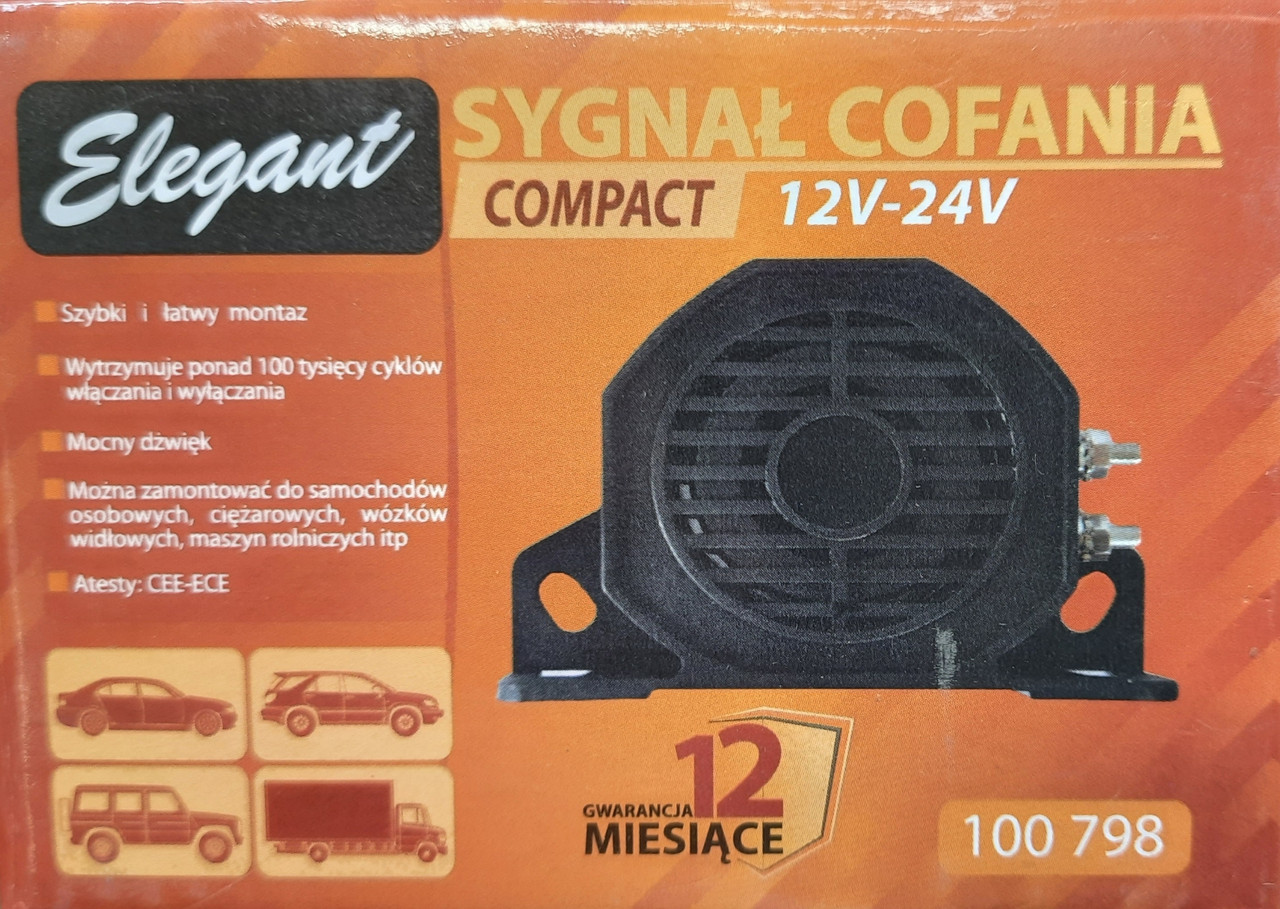 Elegant
SYGNAŁ COFANIA
COMPACT 12V-24V
Szybki i łatwy montaz
Wytrzymuje ponad 100 tysięcy cyklów
włączania i wyłączania
Mocny dżwięk
Można zamontować do samochodów
osobowych, ciężarowych, wózków
widłowych, maszyn rolniczych itp
Atesty: CEE-ECE
GWARANCJA 12
MIESIĄCE
100 798